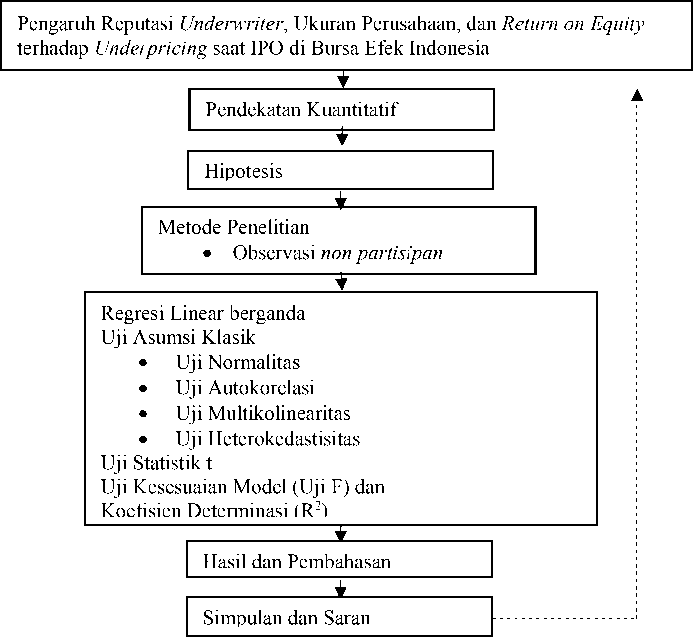 Pengaruh Reputasi Underwriter, Ukuran Perusahaan, dan Return on Equity
terhadap Underpricing saat IPO di Bursa Efek Indonesia
Pendekatan Kuantitatif
Hipotesis
Metode Penelitian
• Observasi non partisipan
Regresi Linear berganda
Uji Asumsi Klasik
• Uji Normalitas
• Uji Autokorelasi
• Uji Multikolinearitas
• Uji Heterokedastisitas
Uji Statistik t
Uji Kesesuaian Model (Uji F) dan
Koefisien Determinasi (R²)
Hasil dan Pembahasan
Simpulan dan Saran